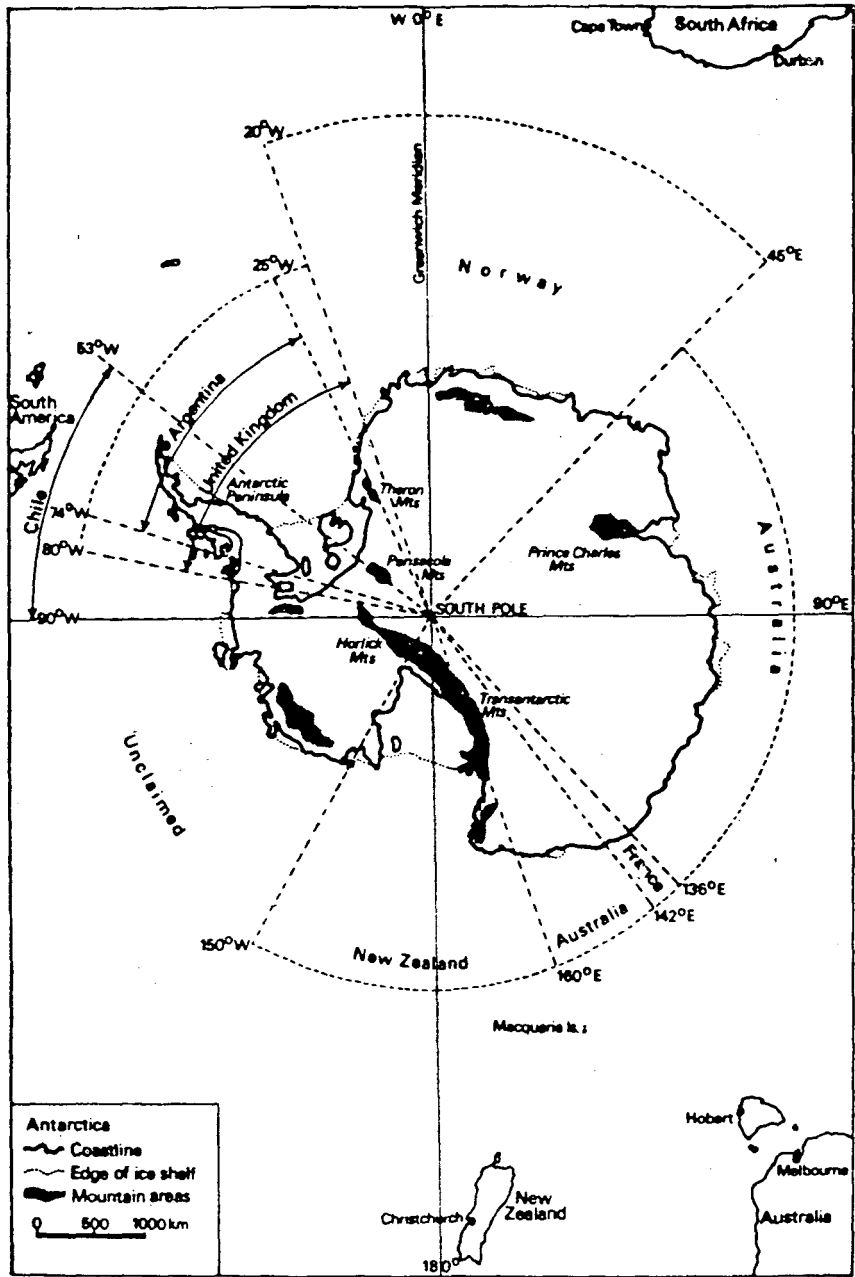 W 0° E
Cape Town
South Africa
Durban
20°W
Greenwich Meridian
Norway
45°E
25°W
53°W
South
America
Argentina
United Kingdom
Antarctic
Peninsula
Theron
Mts
Chile
74°W
80°W
Pensacola
Mts
Prince Charles
Mts
Australia
90°W
SOUTH POLE
90°E
Horlick
Mts
Transantarctic
Mts
Unclaimed
France
136°E
142°E
Australia
150°W
New Zealand
160°E
Macquarie Is.
Antarctica
Coastline
Edge of ice shelf
Mountain areas
0 500 1000 km
Hobart
Melbourne
Australia
Christchurch
New
Zealand
180°